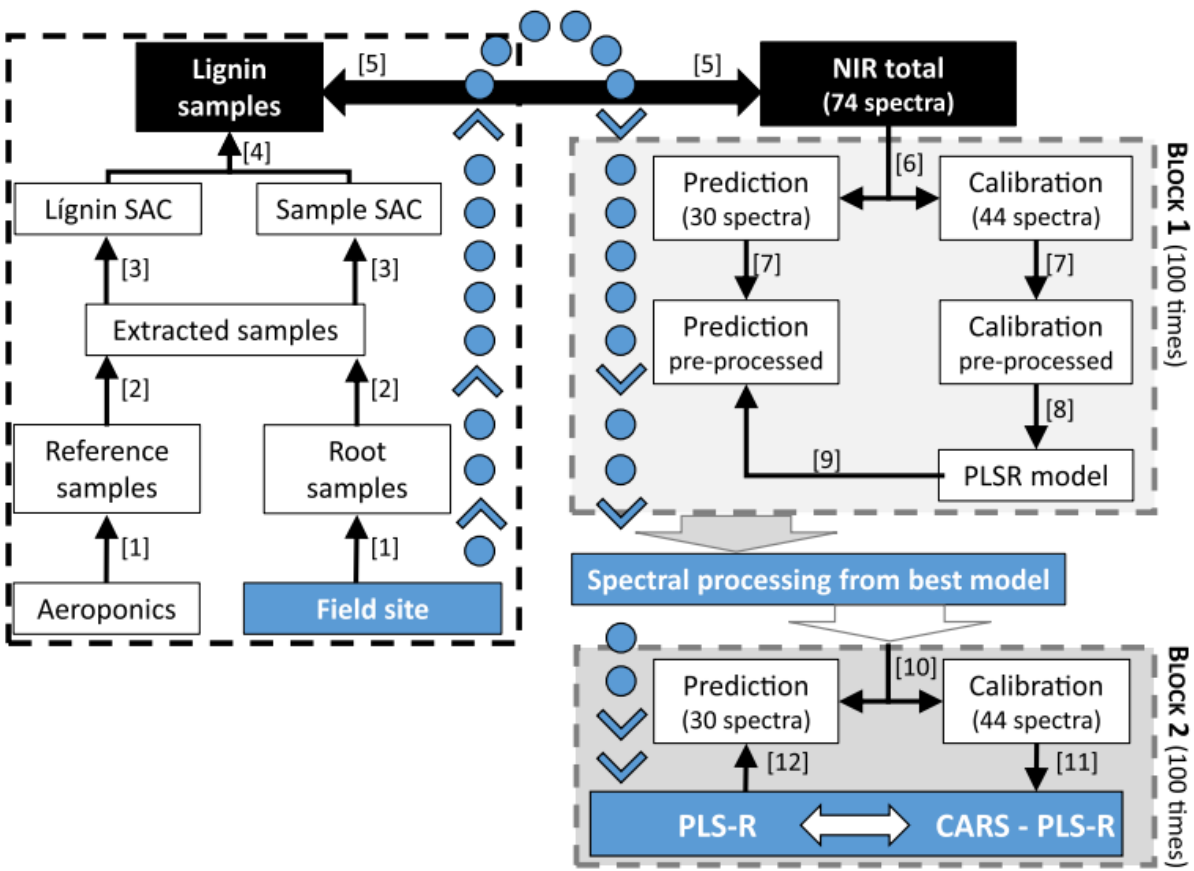 Lignin
samples
[5]
[5]
NIR total
(74 spectra)
[4]
Lígnin SAC
Sample SAC
[3]
[3]
Extracted samples
[2]
[2]
Reference
samples
Root
samples
[1]
[1]
Aeroponics
Field site
BLOCK 1 (100 times)
[6]
Prediction
(30 spectra)
Calibration
(44 spectra)
[7]
[7]
Prediction
pre-processed
Calibration
pre-processed
[8]
[9]
PLSR model
Spectral processing from best model
BLOCK 2 (100 times)
[10]
Prediction
(30 spectra)
Calibration
(44 spectra)
[12]
[11]
PLS-R
CARS - PLS-R